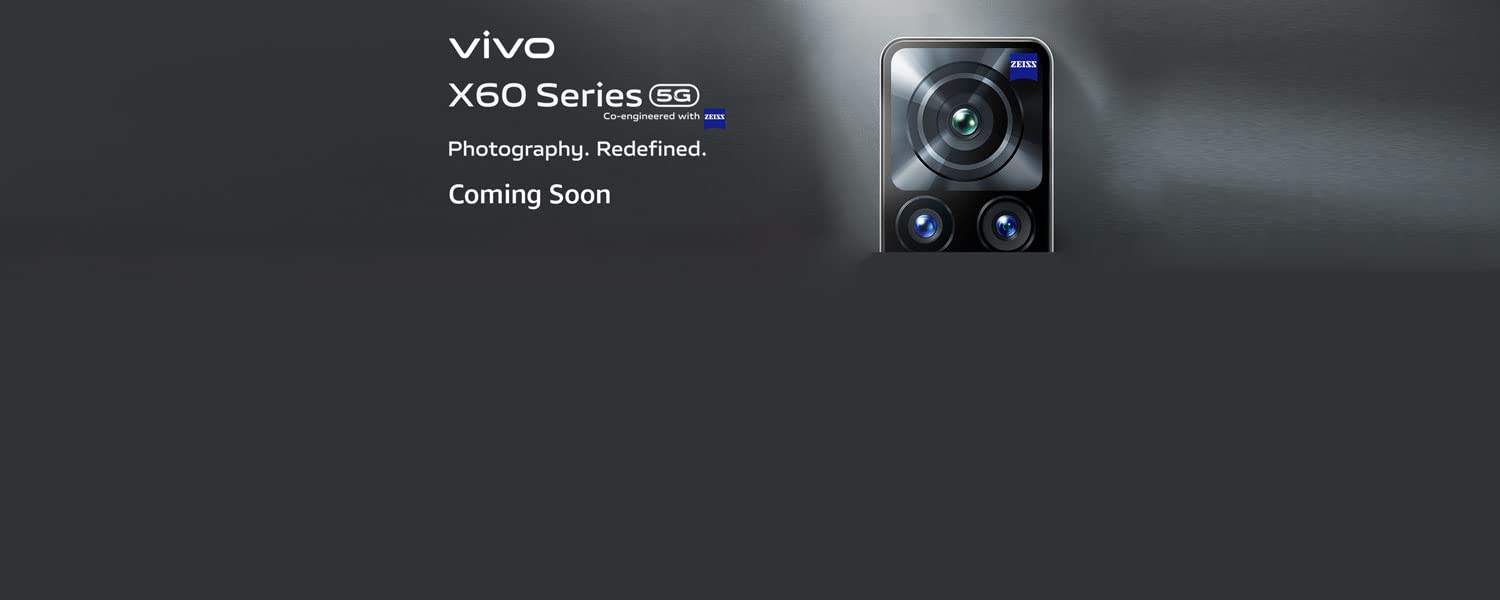 vivo
X60 Series 5G
Co-engineered with ZEISS
Photography. Redefined.
Coming Soon
ZEISS